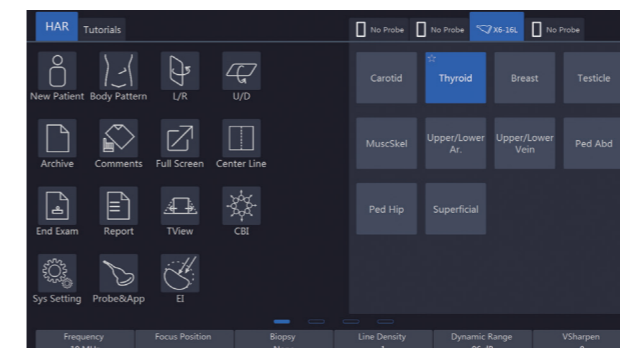 HAR Tutorials No Probe No Probe X6-16L No Probe
New Patient Body Pattern L/R U/D
Carotid Thyroid Breast Testicle
Archive Comments Full Screen Center Line
MuscSkel Upper/Lower Ar. Upper/Lower Vein Ped Abd
End Exam Report TView CBI
Ped Hip Superficial
Sys Setting Probe&App EI
Frequency Focus Position Biopsy Line Density Dynamic Range VSharpen